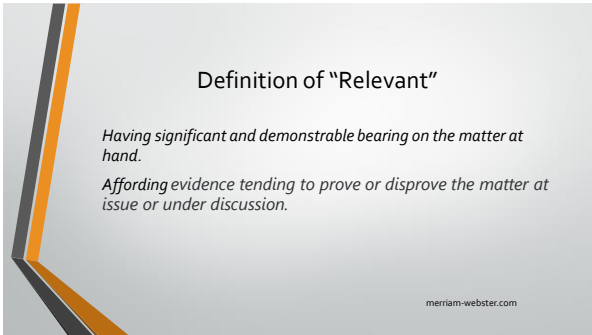 Definition of “Relevant”
Having significant and demonstrable bearing on the matter at
hand.
Affording evidence tending to prove or disprove the matter at
issue or under discussion.
merriam-webster.com